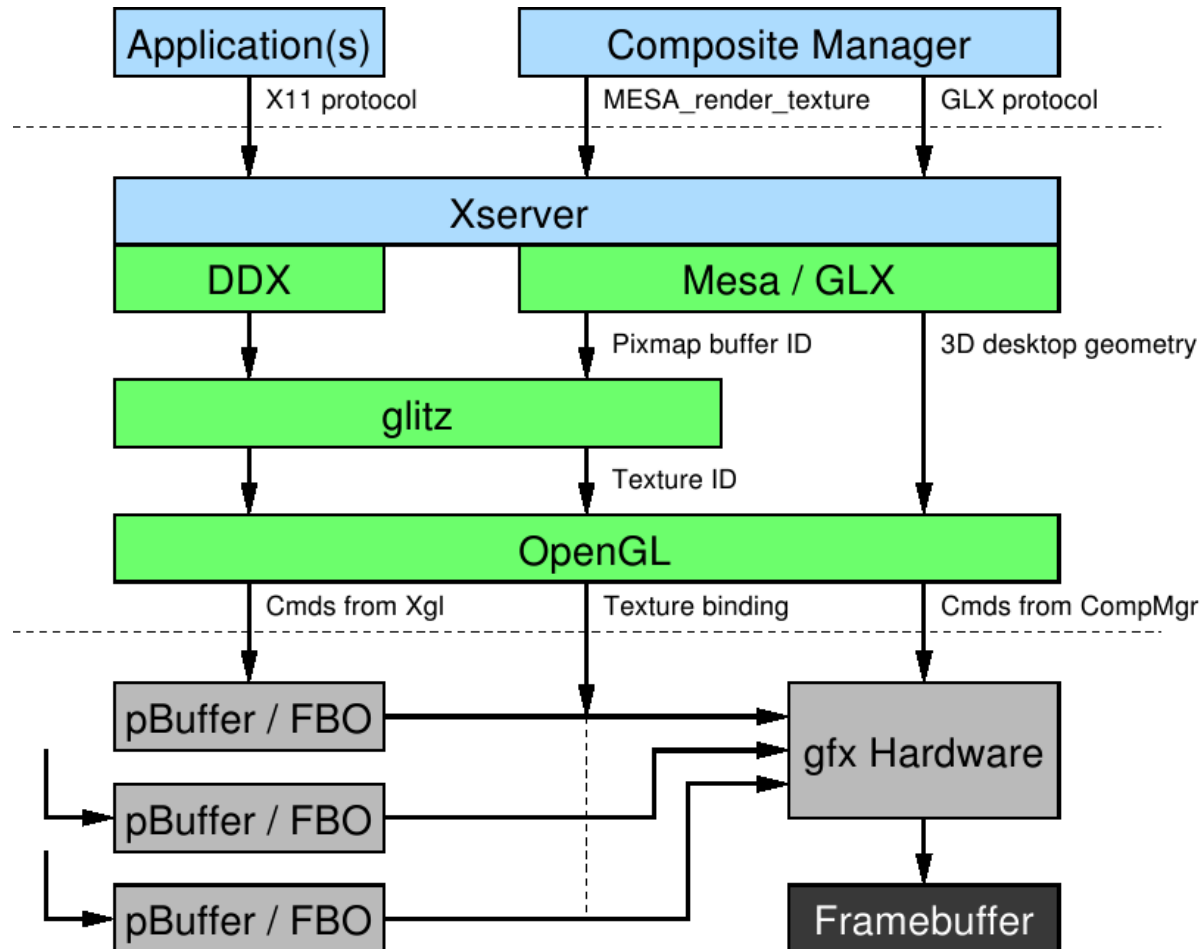 Application(s)
Composite Manager
X11 protocol
MESA_render_texture
GLX protocol
Xserver
DDX
Mesa / GLX
Pixmap buffer ID
3D desktop geometry
glitz
Texture ID
OpenGL
Cmds from Xgl
Texture binding
Cmds from CompMgr
pBuffer / FBO
gfx Hardware
pBuffer / FBO
pBuffer / FBO
Framebuffer